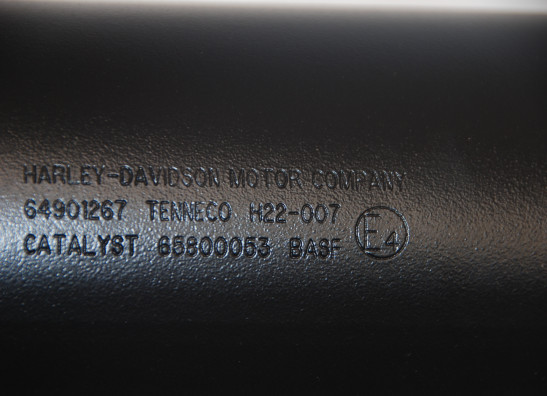 HARLEY-DAVIDSON MOTOR COMPANY
64901267 TENNECO H22-007
CATALYST 65800053 BASF E4